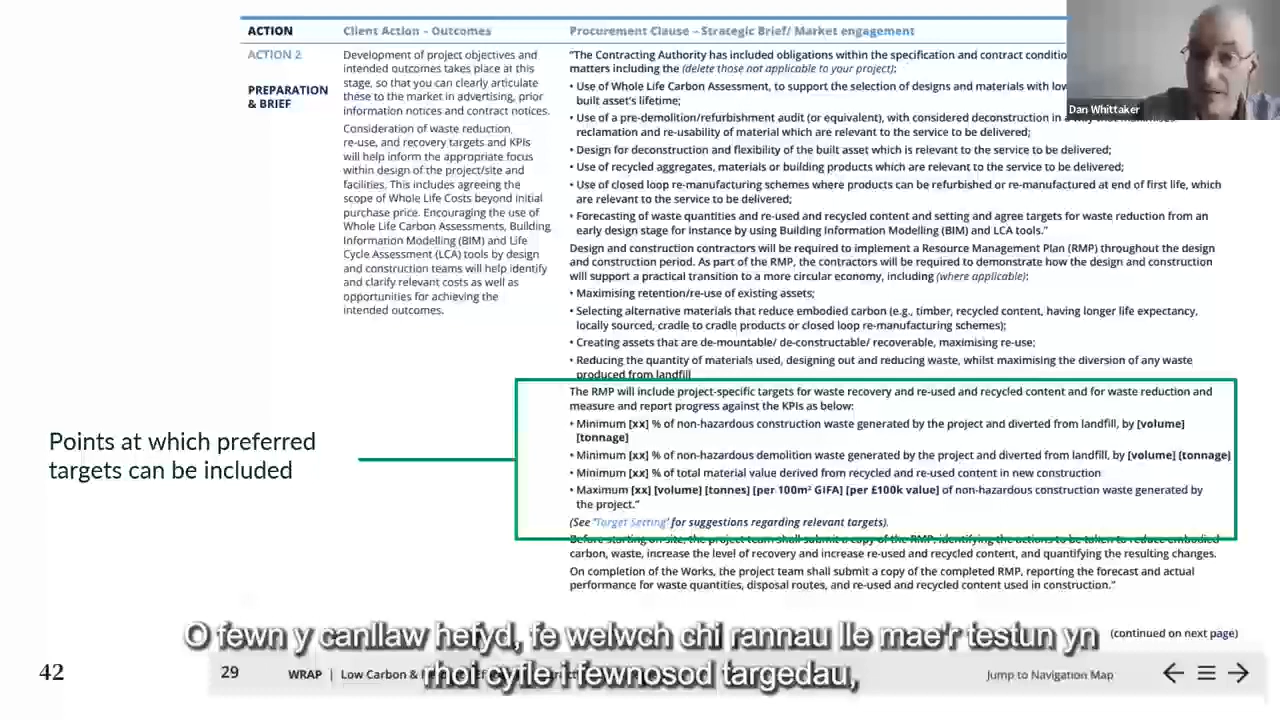 ACTION
Client Action – Outcomes
Procurement Clause – Strategic Brief/ Market engagement
ACTION 2
PREPARATION
& BRIEF
Development of project objectives and
intended outcomes takes place at this
stage, so that you can clearly articulate
these to the market in advertising, prior
information notices and contract notices.
Consideration of waste reduction,
re-use, and recovery targets and KPIs
will help inform the appropriate focus
within design of the project/site and
facilities. This includes agreeing the
scope of Whole Life Costs beyond initial
purchase price. Encouraging the use of
Whole Life Carbon Assessments, Building
Information Modelling (BIM) and Life
Cycle Assessment (LCA) tools by design
and construction teams will help identify
and clarify relevant costs as well as
opportunities for achieving the
intended outcomes.
"The Contracting Authority has included obligations within the specification and contract
matters including the (delete those not applicable to your project):
• Use of Whole Life Carbon Assessment, to support the selection of designs and materials with
built asset's lifetime;
• Use of a pre-demolition/refurbishment audit (or equivalent), with considered deconstruction in a
reclamation and re-usability of material which are relevant to the service to be delivered;
• Design for deconstruction and flexibility of the built asset which is relevant to the service to be delivered;
• Use of recycled aggregates, materials or building products which are relevant to the service to be delivered;
• Use of closed loop re-manufacturing schemes where products can be refurbished or re-manufactured at end of first life, which
are relevant to the service to be delivered;
• Forecasting of waste quantities and re-used and recycled content and setting and agree targets for waste reduction from an
early design stage for instance by using Building Information Modelling (BIM) and LCA tools."
Design and construction contractors will be required to implement a Resource Management Plan (RMP) throughout the design
and construction period. As part of the RMP, the contractors will be required to demonstrate how the design and construction
will support a practical transition to a more circular economy, including (where applicable):
• Maximising retention/re-use of existing assets;
• Selecting alternative materials that reduce embodied carbon (e.g., timber, recycled content, having longer life expectancy,
locally sourced, cradle to cradle products or closed loop re-manufacturing schemes);
• Creating assets that are de-mountable/ de-constructable/ recoverable, maximising re-use;
• Reducing the quantity of materials used, designing out and reducing waste, whilst maximising the diversion of any waste
produced from landfill
The RMP will include project-specific targets for waste recovery and re-used and recycled content and for waste reduction and
measure and report progress against the KPIs as below:
• Minimum [xx] % of non-hazardous construction waste generated by the project and diverted from landfill, by [volume]
[tonnage]
• Minimum [xx] % of non-hazardous demolition waste generated by the project and diverted from landfill, by [volume] [tonnage]
• Minimum [xx] % of total material value derived from recycled and re-used content in new construction
• Maximum [xx] [volume] [tonnes] [per 100m² GIFA] [per £100k value] of non-hazardous construction waste generated by
the project."
(See 'Target Setting' for suggestions regarding relevant targets).
Before starting on-site, the project team shall submit a copy of the RMP, identifying the actions to be taken to reduce embodied
carbon, waste, increase the level of recovery and increase re-used and recycled content, and quantifying the resulting changes.
On completion of the Works, the project team shall submit a copy of the completed RMP, reporting the forecast and actual
performance for waste quantities, disposal routes, and re-used and recycled content used in construction."
Dan Whittaker
Points at which preferred
targets can be included
(continued on next page)
O fewn y canllaw hefyd, fe welwch chi rannau lle mae'r testun yn
rhoi cyfle i fewnosod targedau,
42
29
WRAP | Low Carbon &
Jump to Navigation Map